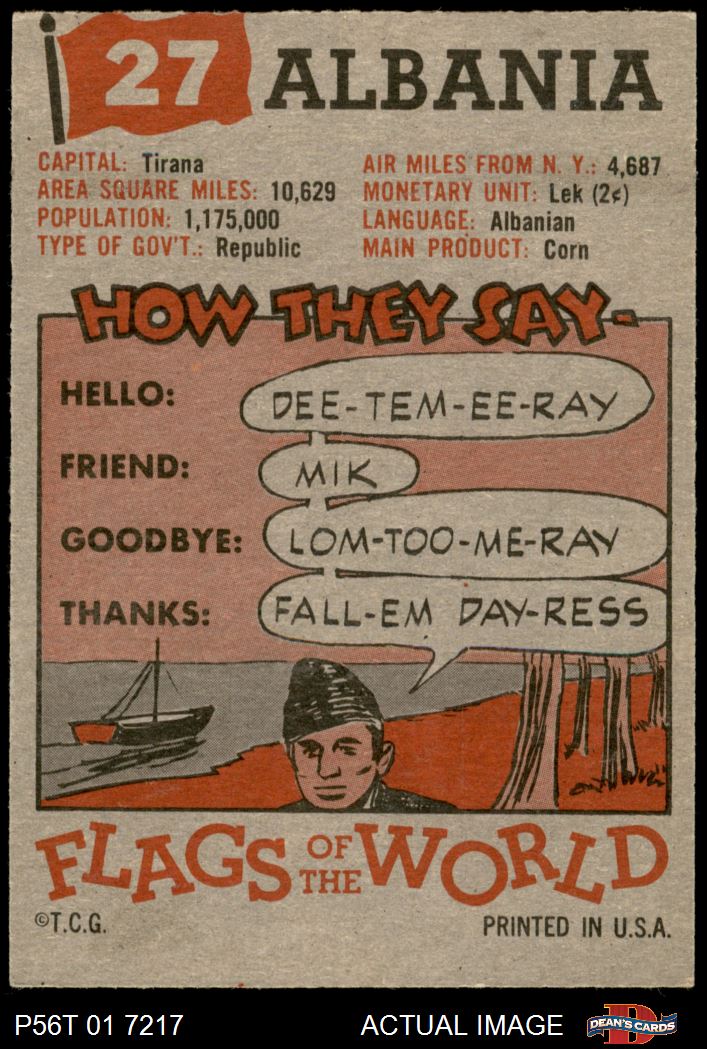 27 ALBANIA
CAPITAL: Tirana
AREA SQUARE MILES: 10,629
POPULATION: 1,175,000
TYPE OF GOV'T.: Republic
AIR MILES FROM N. Y.: 4,687
MONETARY UNIT: Lek (2¢)
LANGUAGE: Albanian
MAIN PRODUCT: Corn
HOW THEY SAY-
HELLO: DEE-TEM-EE-RAY
FRIEND: MIK
GOODBYE: LOM-TOO-ME-RAY
THANKS: FALL-EM DAY-RESS
FLAGS OF THE WORLD
©T.C.G. PRINTED IN U.S.A.
P56T 01 7217 ACTUAL IMAGE DEAN'S CARDS